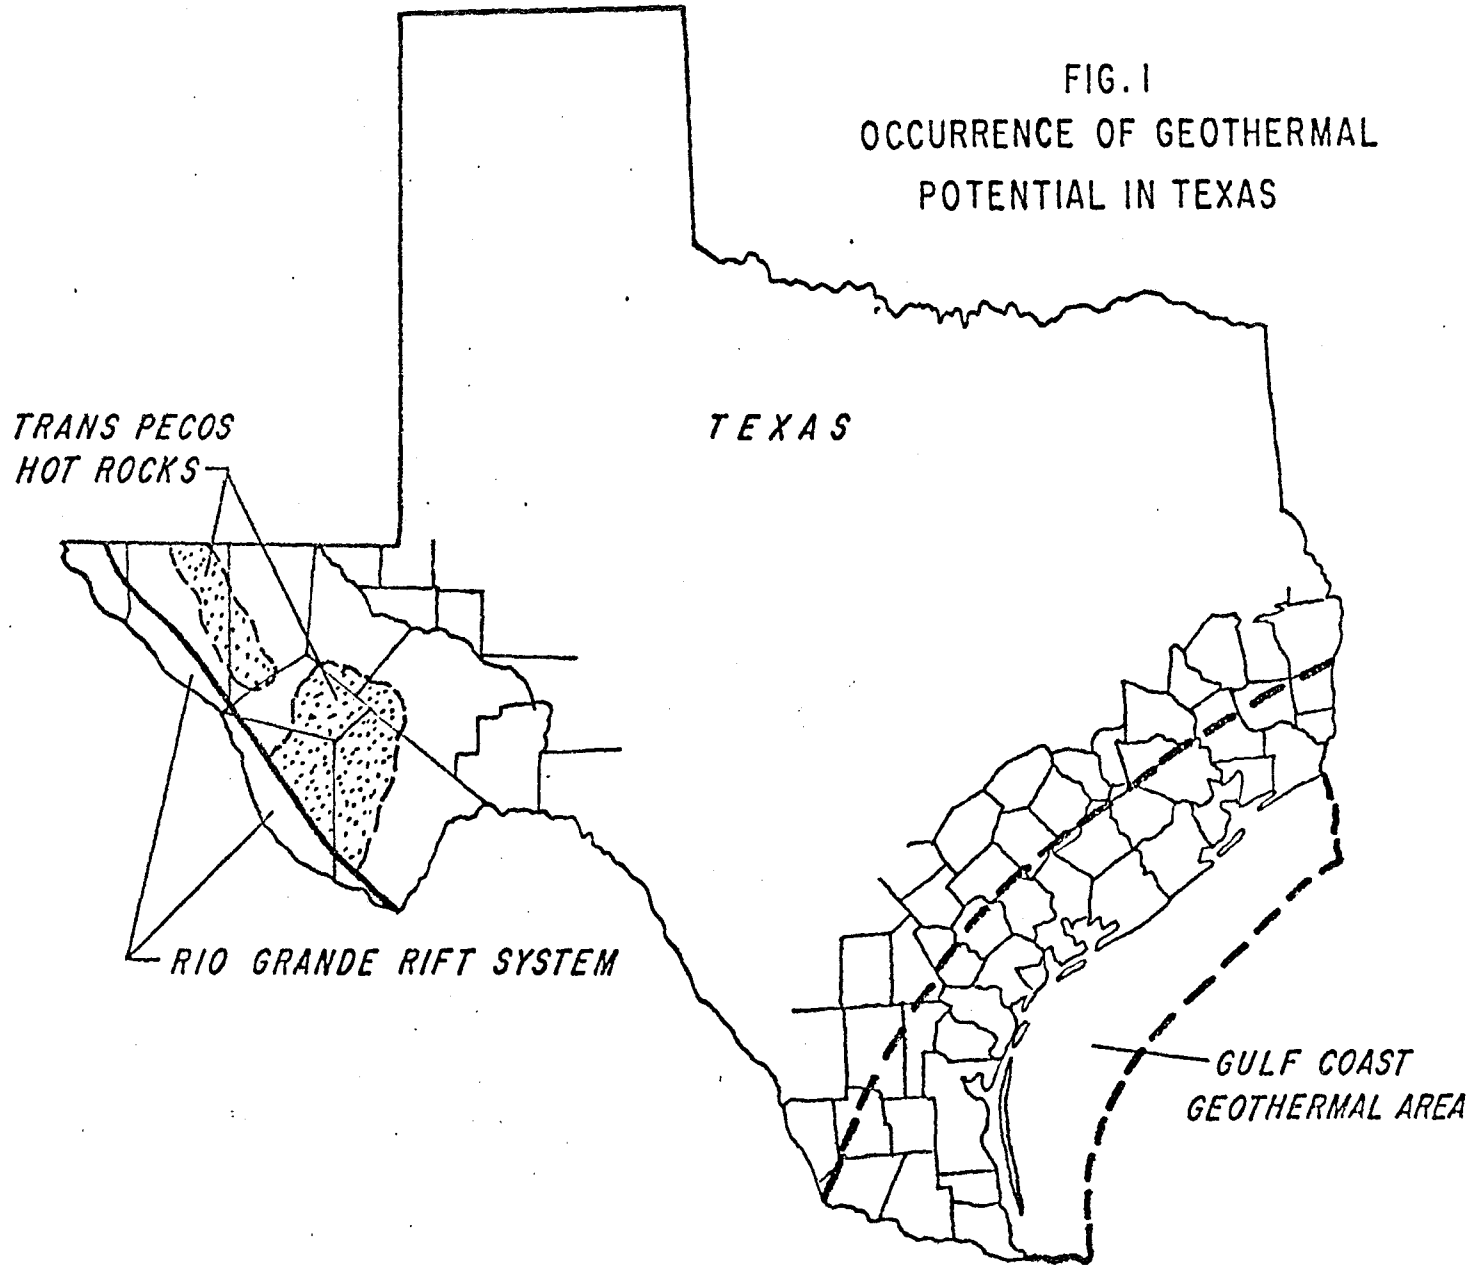 FIG. 1
OCCURRENCE OF GEOTHERMAL
POTENTIAL IN TEXAS
TRANS PECOS
HOT ROCKS
TEXAS
RIO GRANDE RIFT SYSTEM
GULF COAST
GEOTHERMAL AREA